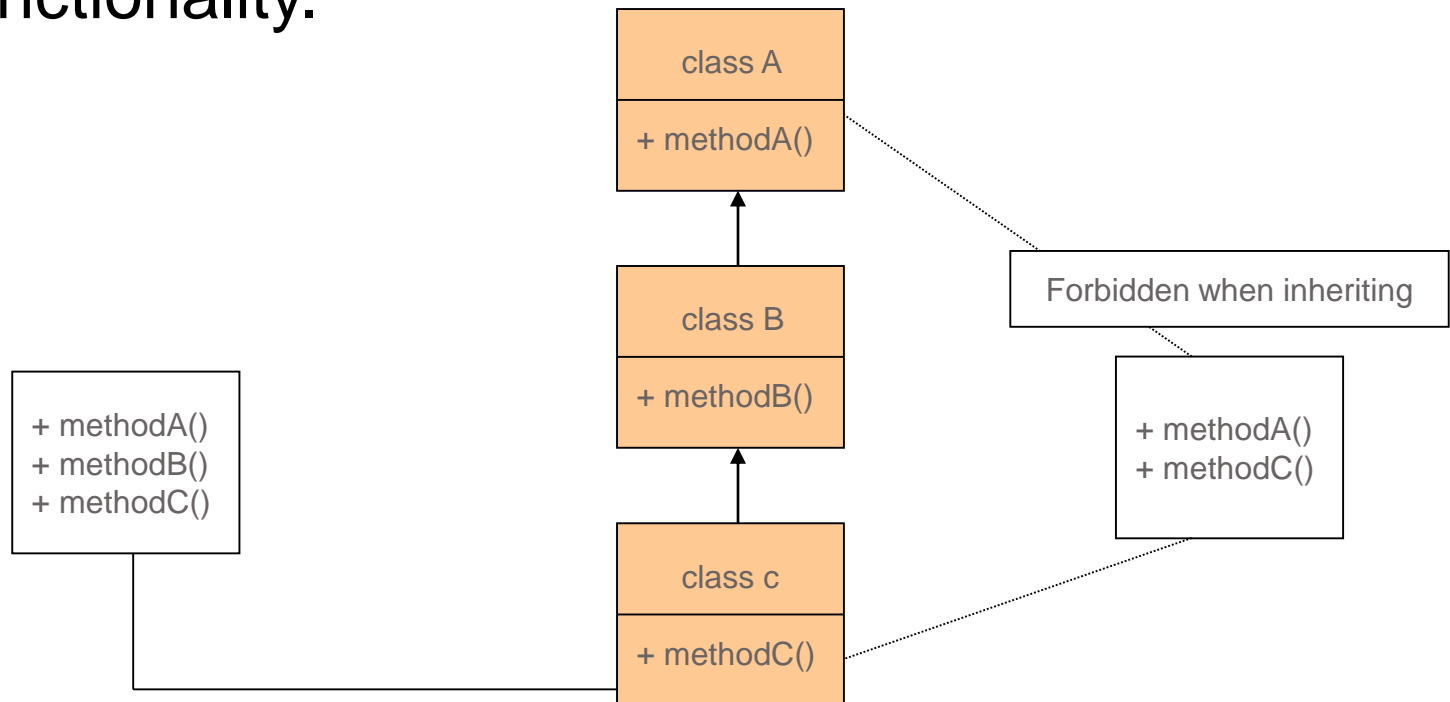 nctionality.
class A
+ methodA()
Forbidden when inheriting
class B
+ methodB()
+ methodA()
+ methodB()
+ methodC()
+ methodA()
+ methodC()
class c
+ methodC()